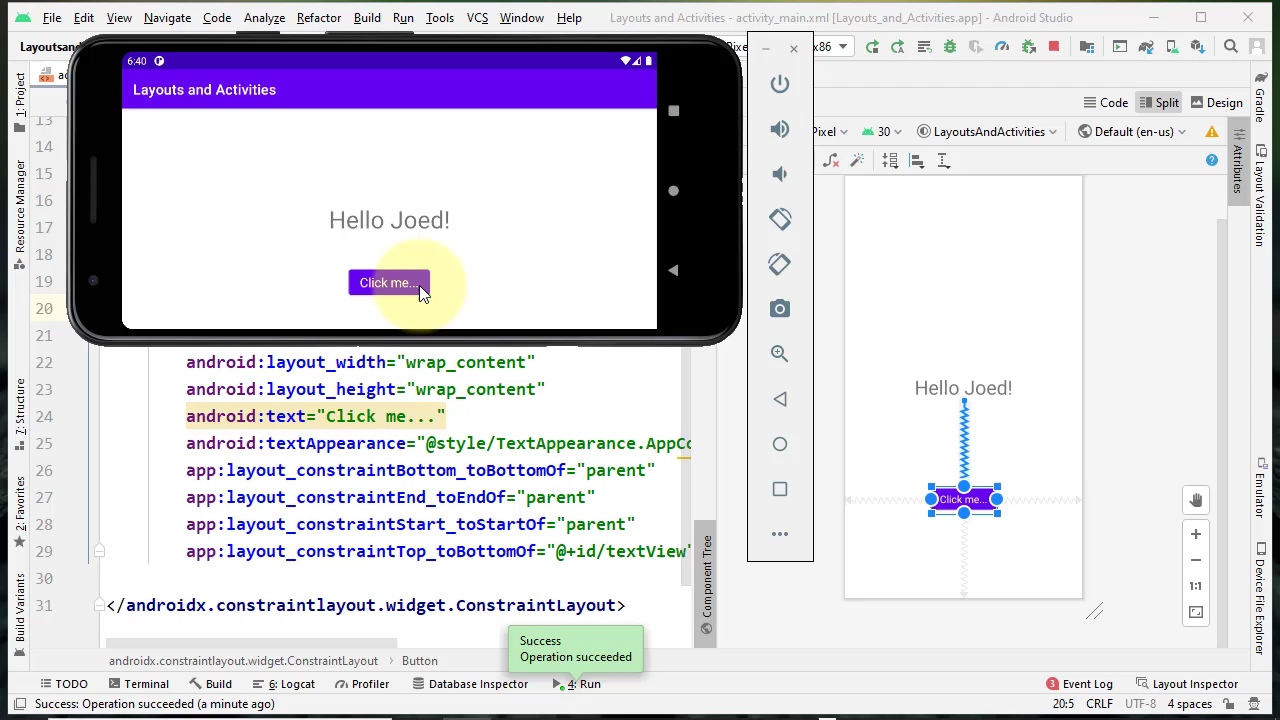 File Edit View Navigate Code Analyze Refactor Build Run Tools VCS Window Help
Layouts and Activities - activity_main.xml [Layouts_and_Activities.app] - Android Studio
Layoutsan
x86
ac
Code Split Design
Pixel 30 LayoutsAndActivities Default (en-us)
6:40
Layouts and Activities
Hello Joed!
Click me...
13
14
15
16
17
18
19
20
21
22 android:layout_width="wrap_content"
23 android:layout_height="wrap_content"
24 android:text="Click me..."
25 android:textAppearance="@style/TextAppearance.AppCo
26 app:layout_constraintBottom_toBottomOf="parent"
27 app:layout_constraintEnd_toEndOf="parent"
28 app:layout_constraintStart_toStartOf="parent"
29 app:layout_constraintTop_toBottomOf="@+id/textView"
30
31 </androidx.constraintlayout.widget.ConstraintLayout>
1: Project
Resource Manager
7: Structure
2: Favorites
Build Variants
Component Tree
Hello Joed!
Click me...
1:1
Gradle
Attributes
Layout Validation
Emulator
Device File Explorer
Success
Operation succeeded
androidx.constraintlayout.widget.ConstraintLayout Button
TODO Terminal Build 6: Logcat Profiler Database Inspector 4: Run 3 Event Log Layout Inspector
Success: Operation succeeded (a minute ago) 20:5 CRLF UTF-8 4 spaces